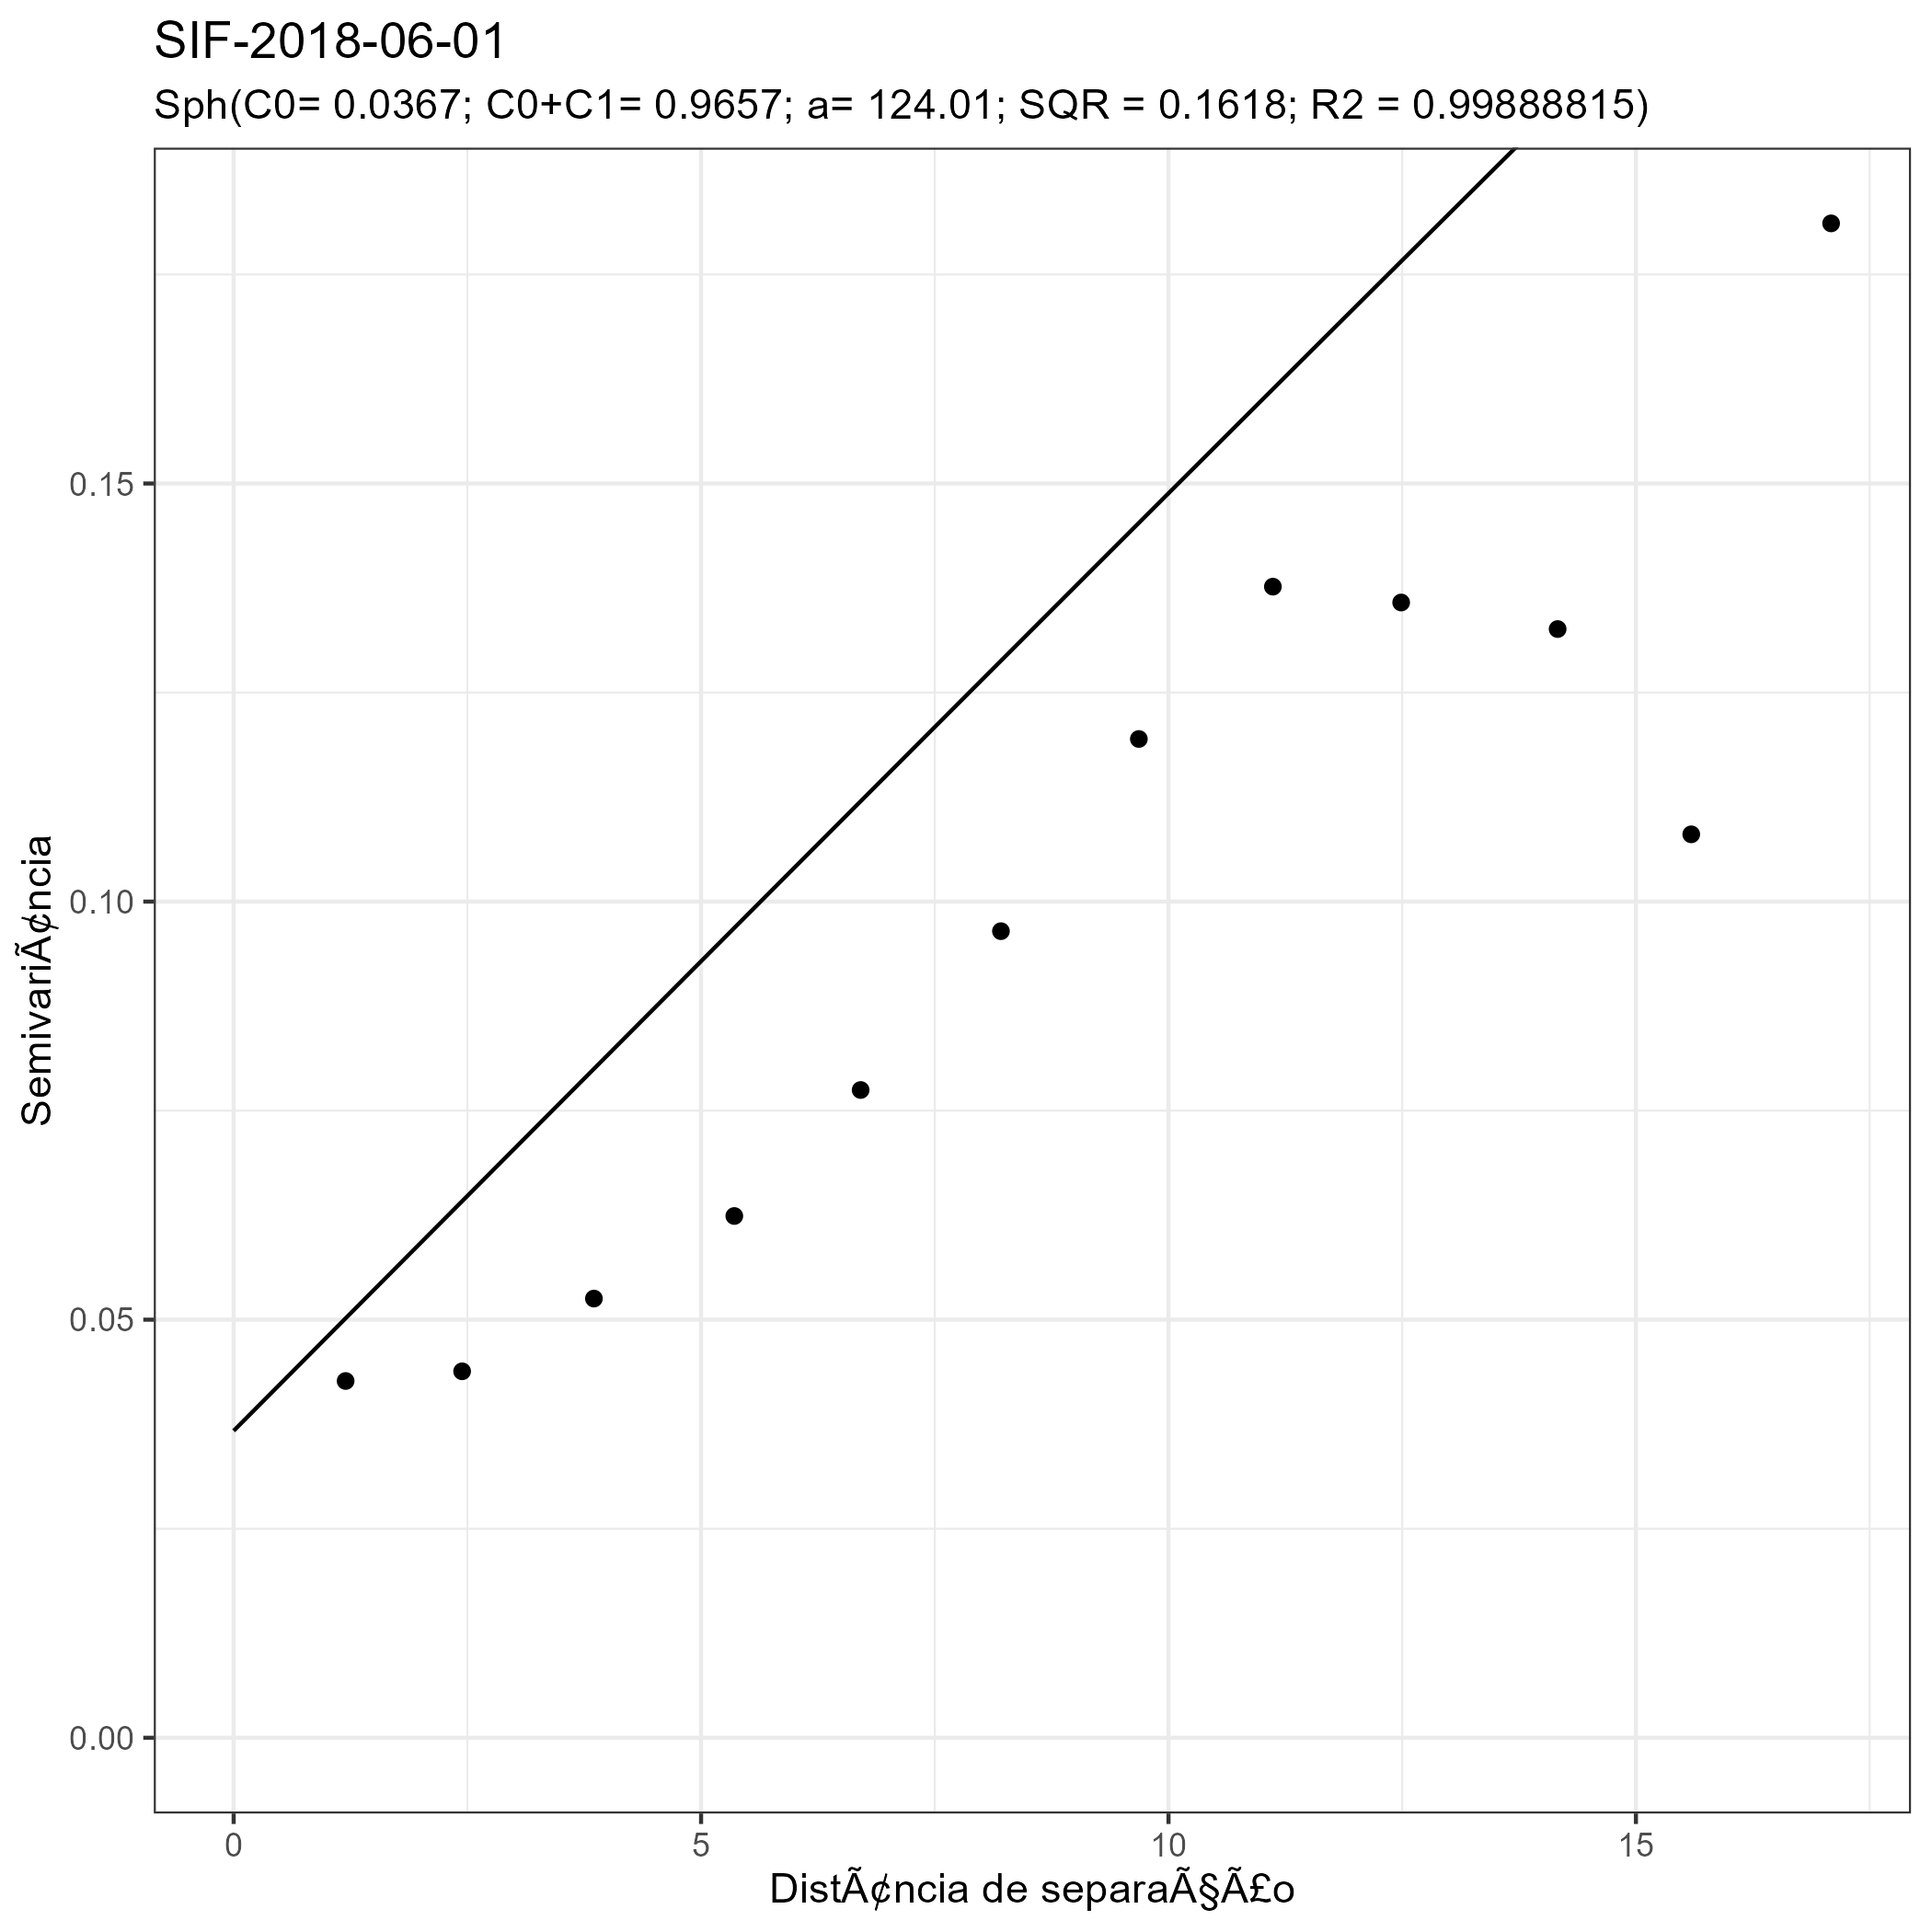 SIF-2018-06-01
Sph(C0= 0.0367; C0+C1= 0.9657; a= 124.01; SQR = 0.1618; R2 = 0.99888815)
SemivariÃ¢ncia
0.15
0.10
0.05
0.00
0 5 10 15
DistÃ¢ncia de separaÃ§Ã£o